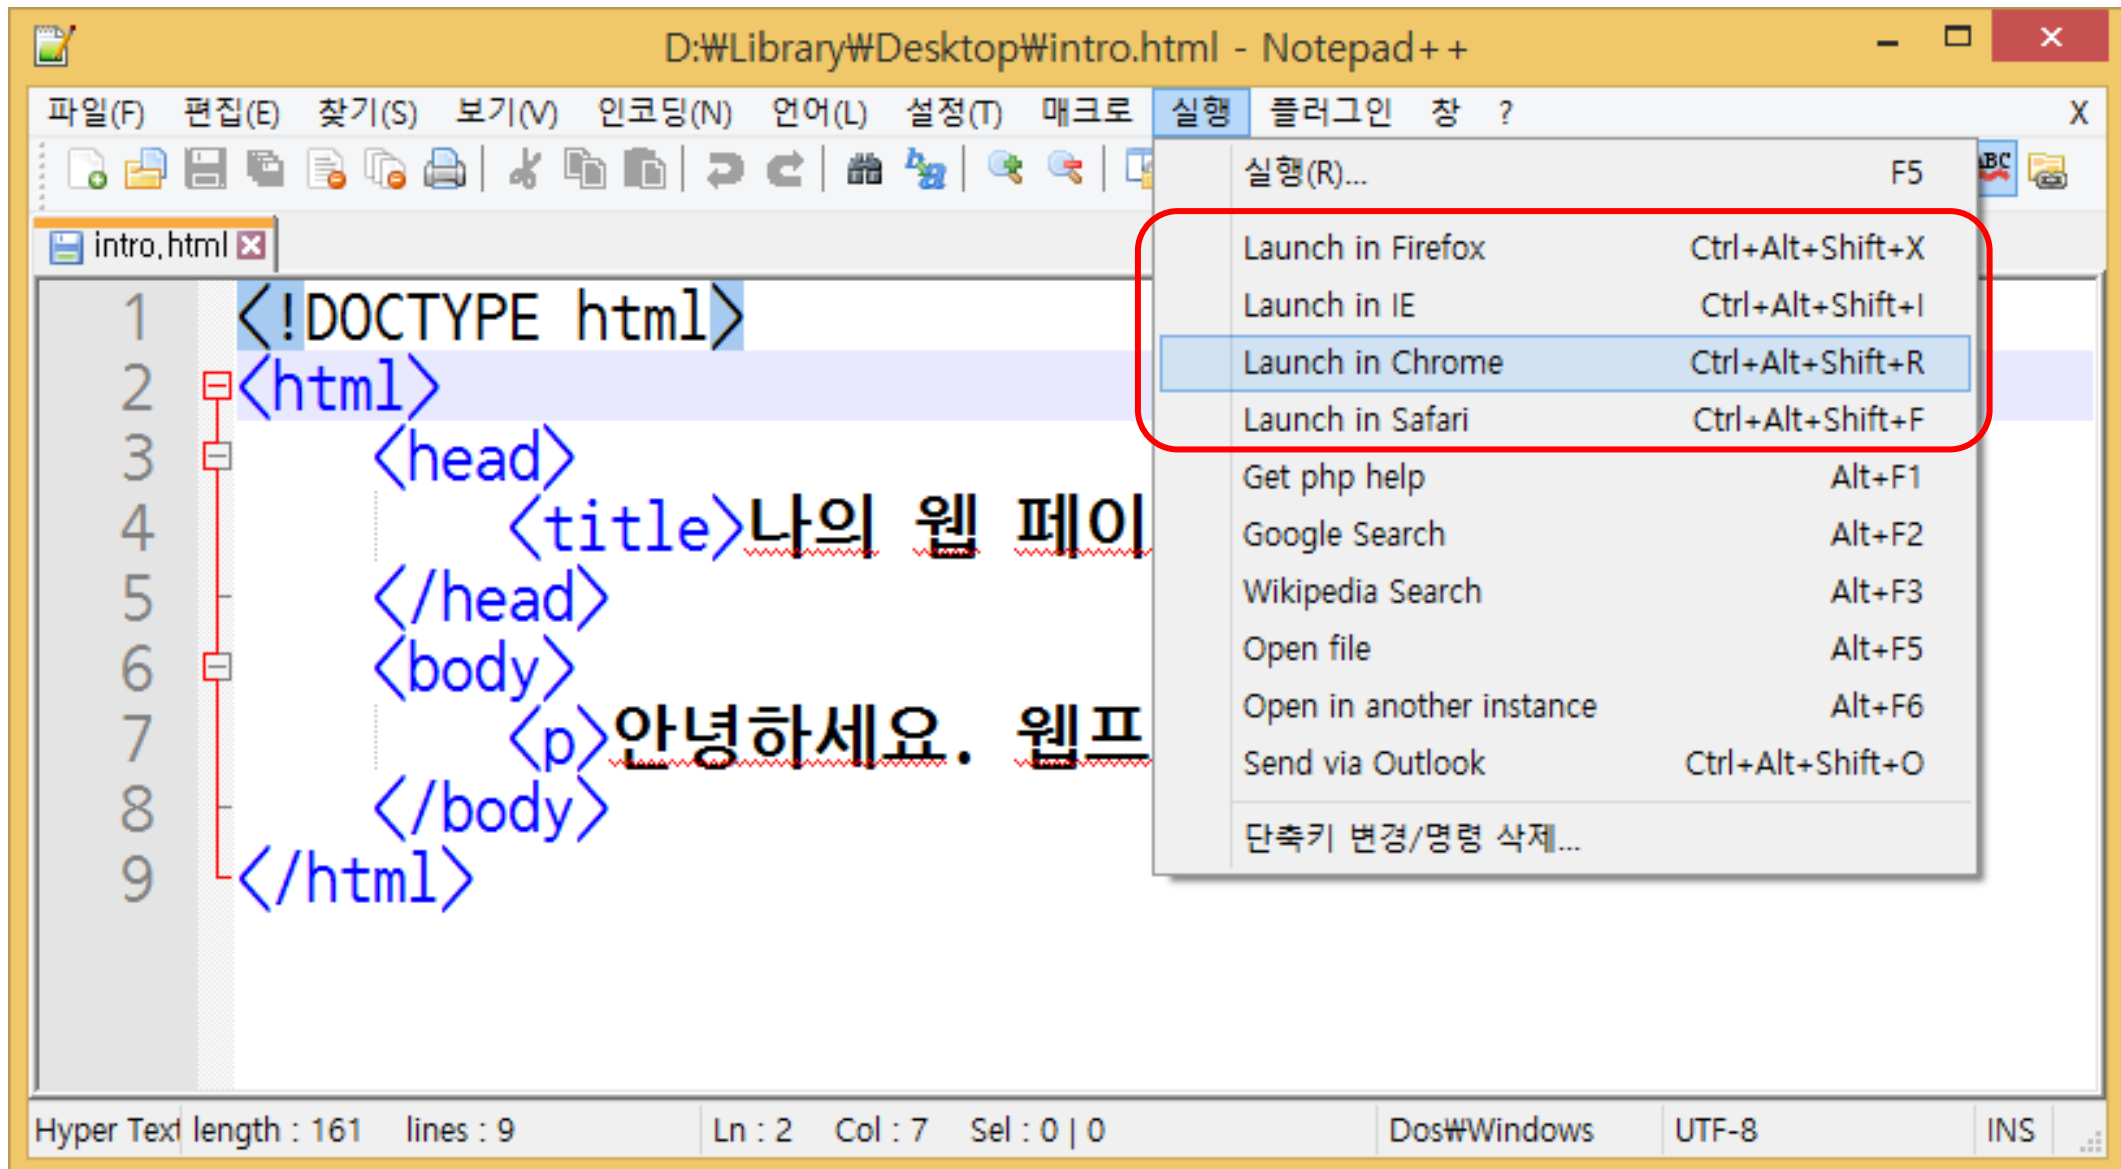 D:₩Library₩Desktop₩intro.html - Notepad++
파일(F) 편집(E) 찾기(S) 보기(V) 인코딩(N) 언어(L) 설정(T) 매크로 실행 플러그인 창 ? X
실행(R)... F5
ABC
intro.html
Launch in Firefox Ctrl+Alt+Shift+X
Launch in IE Ctrl+Alt+Shift+I
Launch in Chrome Ctrl+Alt+Shift+R
Launch in Safari Ctrl+Alt+Shift+F
Get php help Alt+F1
Google Search Alt+F2
Wikipedia Search Alt+F3
Open file Alt+F5
Open in another instance Alt+F6
Send via Outlook Ctrl+Alt+Shift+O
단축키 변경/명령 삭제...
1 <!DOCTYPE html>
2 <html>
3 <head>
4 <title>나의 웹 페이
5 </head>
6 <body>
7 <p>안녕하세요. 웹프
8 </body>
9 </html>
Hyper Text length : 161 lines : 9 Ln : 2 Col : 7 Sel : 0 | 0 Dos₩Windows UTF-8 INS